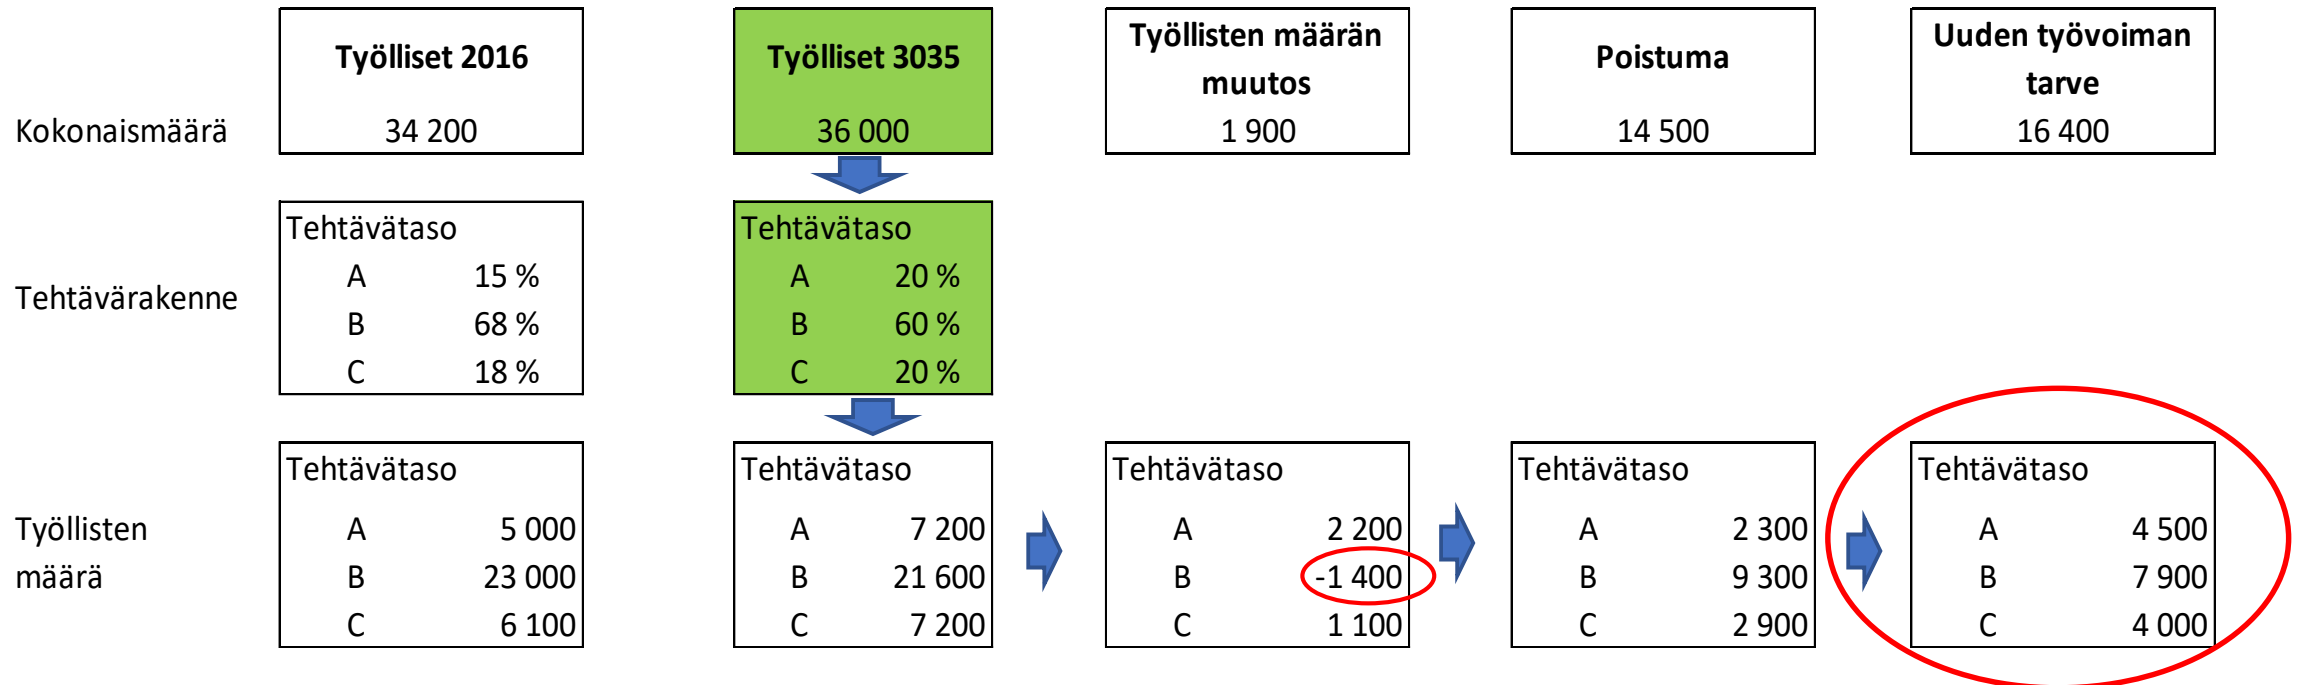 Työlliset 2016
Työlliset 3035
Työllisten määrän
muutos
Poistuma
Uuden työvoiman
tarve
Kokonaismäärä
34 200
36 000
1 900
14 500
16 400
Tehtävärakenne
Tehtävätaso
A 15 %
B 68 %
C 18 %
Tehtävätaso
A 20 %
B 60 %
C 20 %
Työllisten
määrä
Tehtävätaso
A 5 000
B 23 000
C 6 100
Tehtävätaso
A 7 200
B 21 600
C 7 200
Tehtävätaso
A 2 200
B -1 400
C 1 100
Tehtävätaso
A 2 300
B 9 300
C 2 900
Tehtävätaso
A 4 500
B 7 900
C 4 000